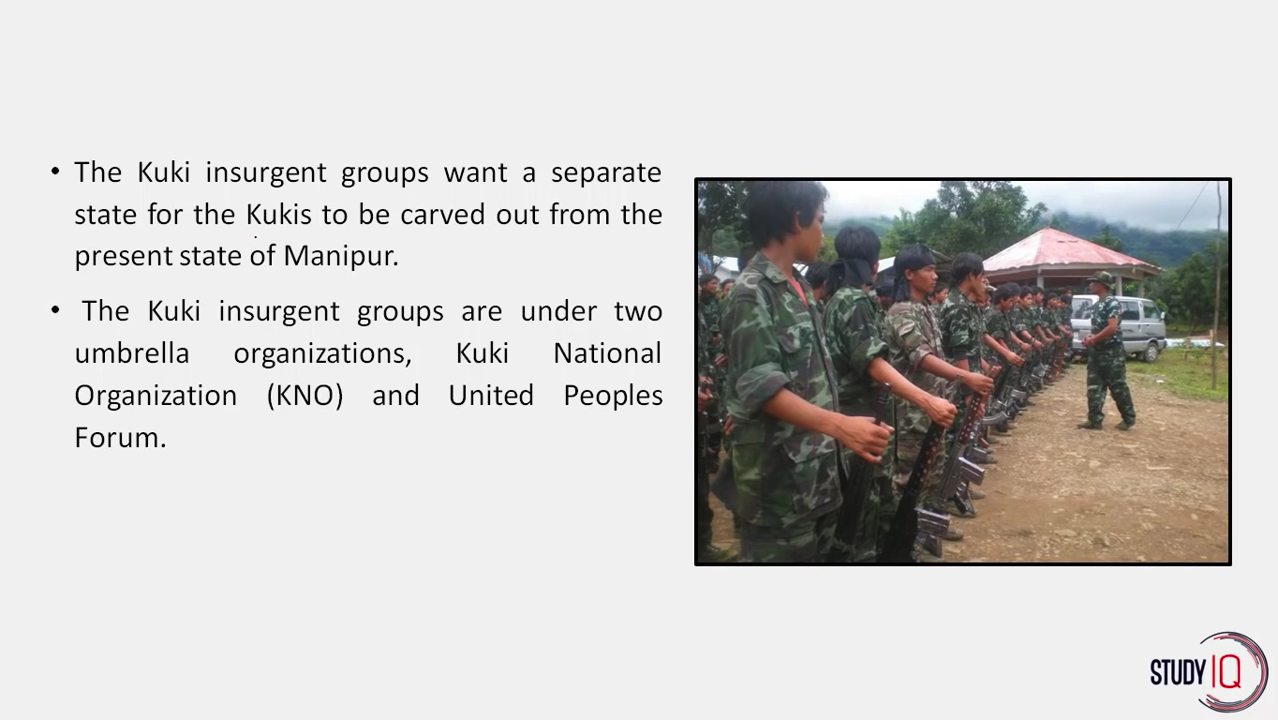 • The Kuki insurgent groups want a separate
state for the Kukis to be carved out from the
present state of Manipur.
• The Kuki insurgent groups are under two
umbrella organizations, Kuki National
Organization (KNO) and United Peoples
Forum.
STUDY IQ